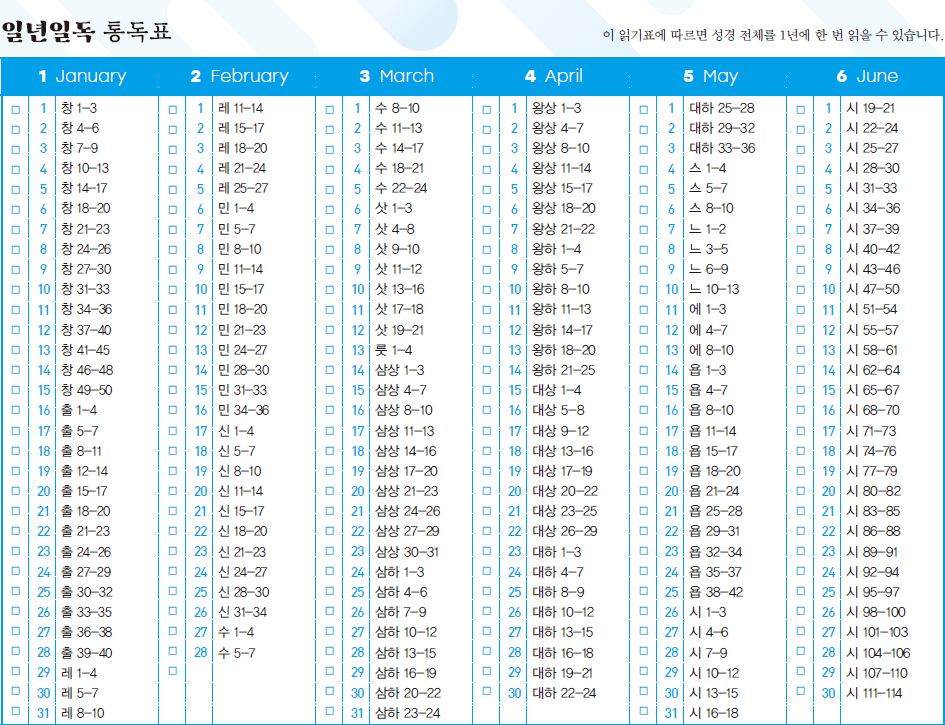 일년일독 통독표
이 읽기표에 따르면 성경 전체를 1년에 한 번 읽을 수 있습니다.
1 January
1 창 1–3
2 창 4–6
3 창 7–9
4 창 10–13
5 창 14–17
6 창 18–20
7 창 21–23
8 창 24–26
9 창 27–30
10 창 31–33
11 창 34–36
12 창 37–40
13 창 41–45
14 창 46–48
15 창 49–50
16 출 1–4
17 출 5–7
18 출 8–11
19 출 12–14
20 출 15–17
21 출 18–20
22 출 21–23
23 출 24–26
24 출 27–29
25 출 30–32
26 출 33–35
27 출 36–38
28 출 39–40
29 레 1–4
30 레 5–7
31 레 8–10
2 February
1 레 11–14
2 레 15–17
3 레 18–20
4 레 21–24
5 레 25–27
6 민 1–4
7 민 5–7
8 민 8–10
9 민 11–14
10 민 15–17
11 민 18–20
12 민 21–23
13 민 24–27
14 민 28–30
15 민 31–33
16 민 34–36
17 신 1–4
18 신 5–7
19 신 8–10
20 신 11–14
21 신 15–17
22 신 18–20
23 신 21–23
24 신 24–27
25 신 28–30
26 신 31–34
27 수 1–4
28 수 5–7
3 March
1 수 8–10
2 수 11–13
3 수 14–17
4 수 18–21
5 수 22–24
6 삿 1–3
7 삿 4–8
8 삿 9–10
9 삿 11–12
10 삿 13–16
11 삿 17–18
12 삿 19–21
13 룻 1–4
14 삼상 1–3
15 삼상 4–7
16 삼상 8–10
17 삼상 11–13
18 삼상 14–16
19 삼상 17–20
20 삼상 21–23
21 삼상 24–26
22 삼상 27–29
23 삼상 30–31
24 삼하 1–3
25 삼하 4–6
26 삼하 7–9
27 삼하 10–12
28 삼하 13–15
29 삼하 16–19
30 삼하 20–22
31 삼하 23–24
4 April
1 왕상 1–3
2 왕상 4–7
3 왕상 8–10
4 왕상 11–14
5 왕상 15–17
6 왕상 18–20
7 왕상 21–22
8 왕하 1–4
9 왕하 5–7
10 왕하 8–10
11 왕하 11–13
12 왕하 14–17
13 왕하 18–20
14 왕하 21–25
15 대상 1–4
16 대상 5–8
17 대상 9–12
18 대상 13–16
19 대상 17–19
20 대상 20–22
21 대상 23–25
22 대상 26–29
23 대하 1–3
24 대하 4–7
25 대하 8–9
26 대하 10–12
27 대하 13–15
28 대하 16–18
29 대하 19–21
30 대하 22–24
5 May
1 대하 25–28
2 대하 29–32
3 대하 33–36
4 스 1–4
5 스 5–7
6 스 8–10
7 느 1–2
8 느 3–5
9 느 6–9
10 느 10–13
11 에 1–3
12 에 4–7
13 에 8–10
14 욥 1–3
15 욥 4–7
16 욥 8–10
17 욥 11–14
18 욥 15–17
19 욥 18–20
20 욥 21–24
21 욥 25–28
22 욥 29–31
23 욥 32–34
24 욥 35–37
25 욥 38–42
26 시 1–3
27 시 4–6
28 시 7–9
29 시 10–12
30 시 13–15
31 시 16–18
6 June
1 시 19–21
2 시 22–24
3 시 25–27
4 시 28–30
5 시 31–33
6 시 34–36
7 시 37–39
8 시 40–42
9 시 43–46
10 시 47–50
11 시 51–54
12 시 55–57
13 시 58–61
14 시 62–64
15 시 65–67
16 시 68–70
17 시 71–73
18 시 74–76
19 시 77–79
20 시 80–82
21 시 83–85
22 시 86–88
23 시 89–91
24 시 92–94
25 시 95–97
26 시 98–100
27 시 101–103
28 시 104–106
29 시 107–110
30 시 111–114